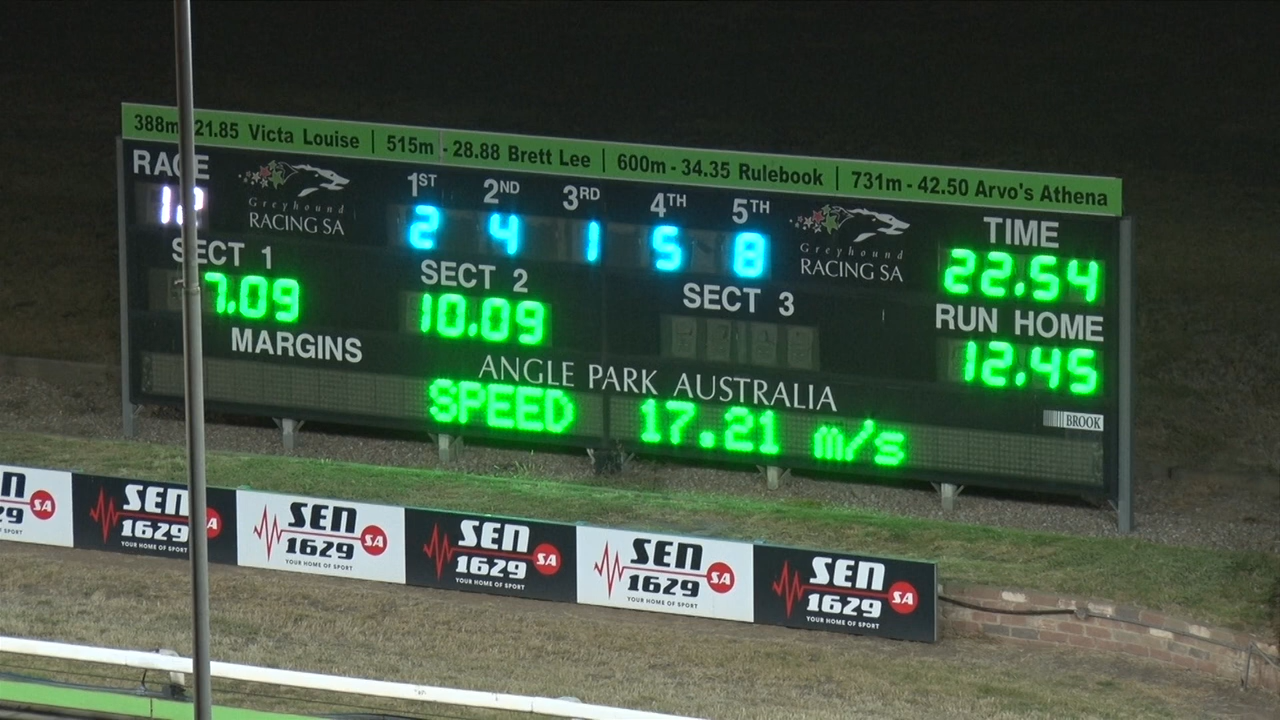 388m 21.85 Victa Louise | 515m - 28.88 Brett Lee | 600m - 34.35 Rulebook | 731m - 42.50 Arvo's Athena
RACE
Greyhound
RACING SA
1ST 2ND 3RD 4TH 5TH
2 4 1 5 8
Greyhound
RACING SA
TIME
22.54
SECT 1
7.09
SECT 2
10.09
SECT 3
RUN HOME
12.45
MARGINS
ANGLE PARK AUSTRALIA
SPEED 17.21 m/s
BROOK
N
29 SA
SEN
1629
YOUR HOME OF SPORT
SEN
1629 SA
YOUR HOME OF SPORT
SEN
1629 SA
YOUR HOME OF SPORT
SEN
1629 SA
YOUR HOME OF SPORT
SEN
1629 SA
YOUR HOME OF SPORT